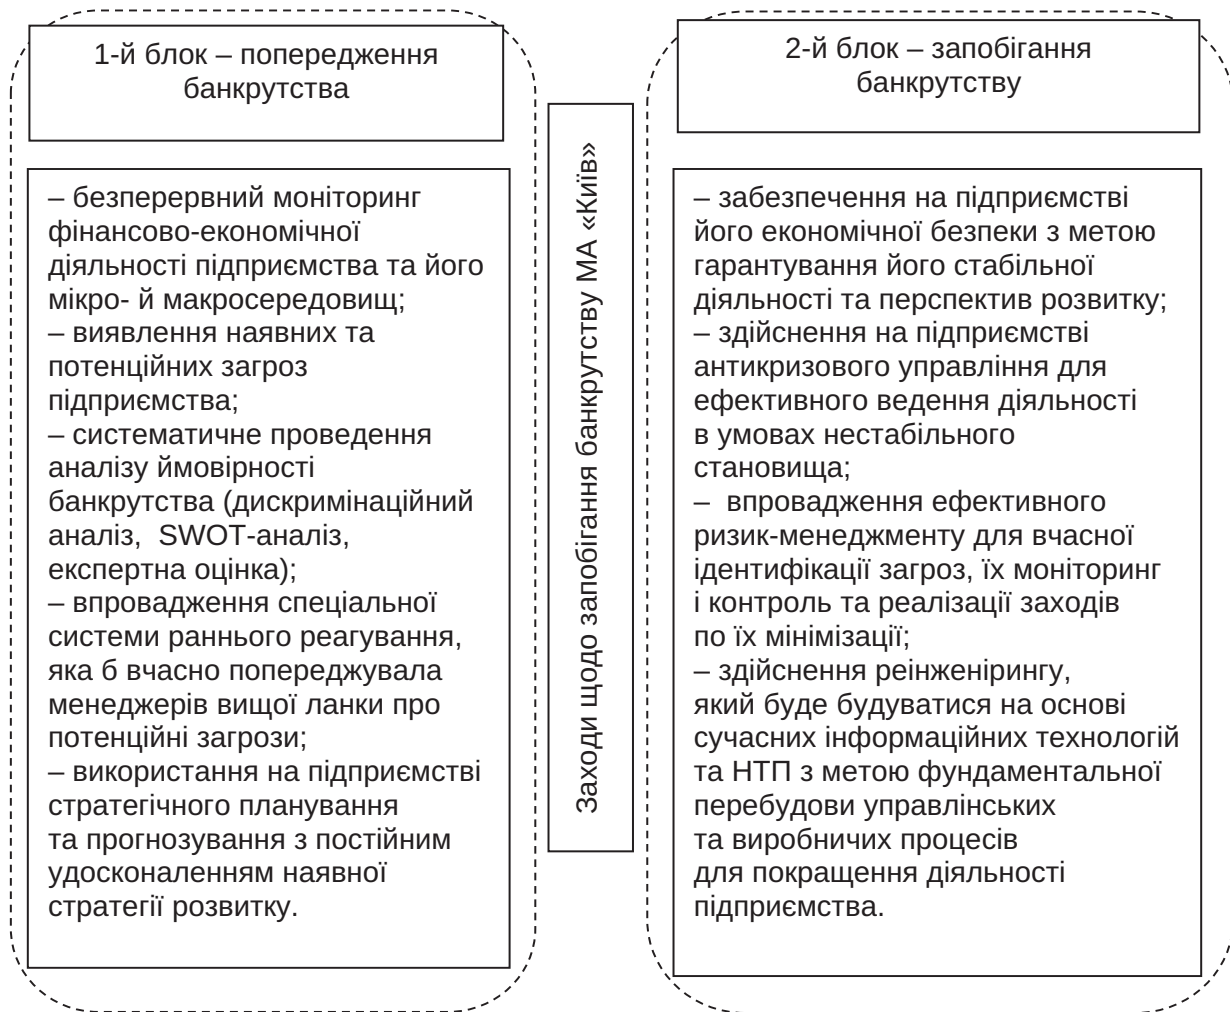 1-й блок – попередження
банкрутства
– безперервний моніторинг
фінансово-економічної
діяльності підприємства та його
мікро- й макросередовищ;
– виявлення наявних та
потенційних загроз
підприємства;
– систематичне проведення
аналізу ймовірності
банкрутства (дискримінаційний
аналіз,  SWOT-аналіз,
експертна оцінка);
– впровадження спеціальної
системи раннього реагування,
яка б вчасно попереджувала
менеджерів вищої ланки про
потенційні загрози;
– використання на підприємстві
стратегічного планування
та прогнозування з постійним
удосконаленням наявної
стратегії розвитку.
Заходи щодо запобігання банкрутству МА «Київ»
2-й блок – запобігання
банкрутству
– забезпечення на підприємстві
його економічної безпеки з метою
гарантування його стабільної
діяльності та перспектив розвитку;
– здійснення на підприємстві
антикризового управління для
ефективного ведення діяльності
в умовах нестабільного
становища;
–  впровадження ефективного
ризик-менеджменту для вчасної
ідентифікації загроз, їх моніторинг
і контроль та реалізації заходів
по їх мінімізації;
– здійснення реінженірингу,
який буде будуватися на основі
сучасних інформаційних технологій
та НТП з метою фундаментальної
перебудови управлінських
та виробничих процесів
для покращення діяльності
підприємства.